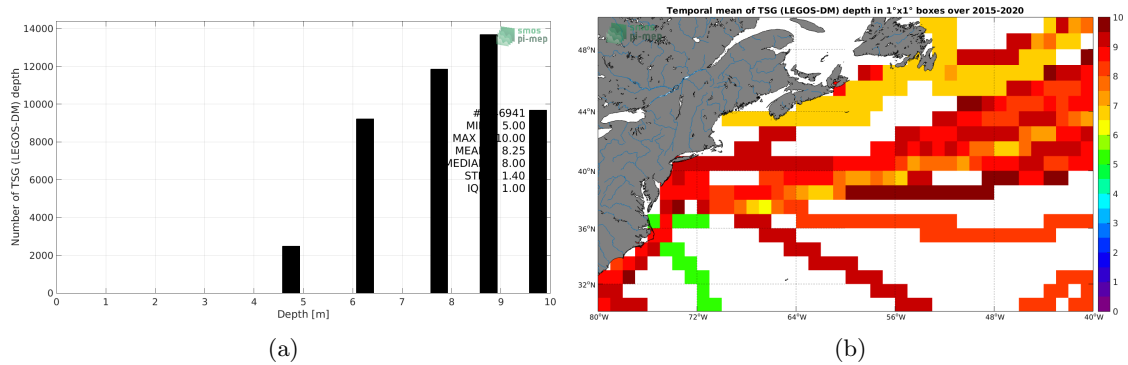 14000
12000
10000
8000
6000
4000
2000
0
Number of TSG (LEGOS-DM) depth
0 1 2 3 4 5 6 7 8 9 10
Depth [m]
smos
pi-mep
6941
5.00
MAX 10.00
8.25
MEDIAN 8.00
1.40
1.00
(a)
Temporal mean of TSG (LEGOS-DM) depth in 1°x1° boxes over 2015-2020
smos
pi-mep
48°N
44°N
40°N
36°N
32°N
80°W 72°W 64°W 56°W 48°W 40°W
10
9
8
7
6
5
4
3
2
1
0
(b)